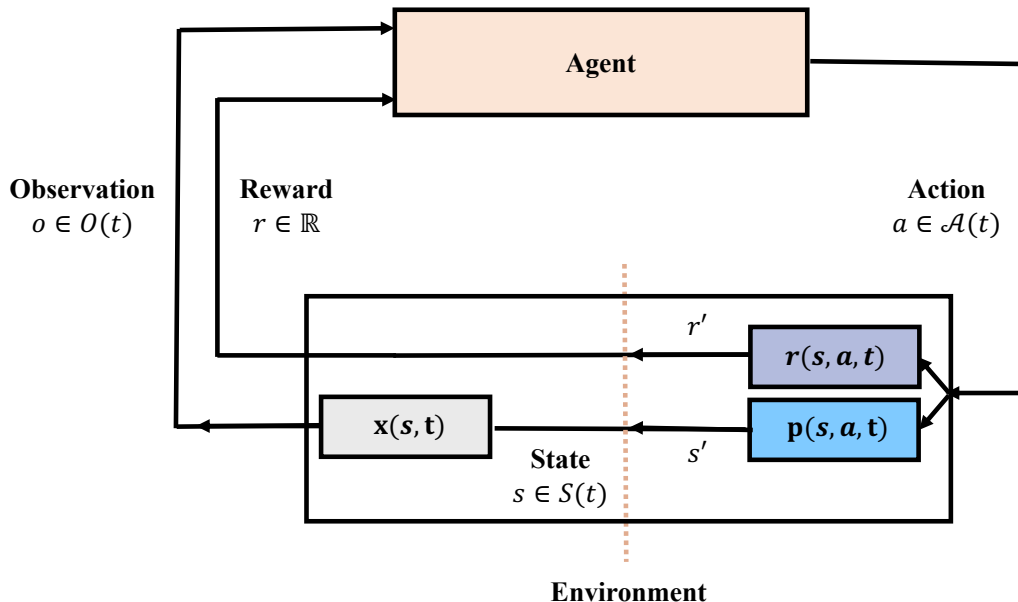 Agent
Observation
o ∈ O(t)
Reward
r ∈ ℝ
Action
a ∈ 𝒜(t)
r′
r(s, a, t)
x(s, t)
p(s, a, t)
s′
State
s ∈ S(t)
Environment